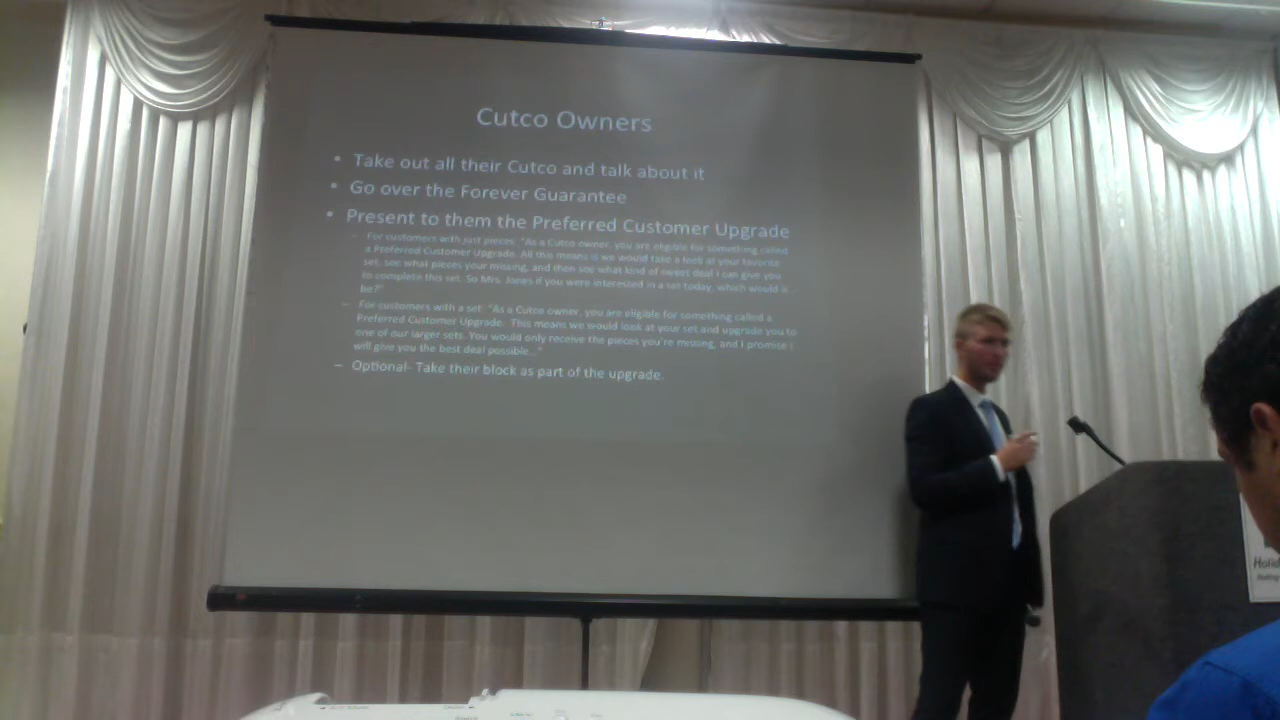 Cutco Owners
• Take out all their Cutco and talk about it
• Go over the Forever Guarantee
• Present to them the Preferred Customer Upgrade
– For customers with just pieces: "As a Cutco owner, you are eligible for something called
a Preferred Customer Upgrade. All this means is we would take a look at your favorite
set, see what pieces your missing, and then see what kind of sweet deal I can give you
to complete this set. So Mrs. Jones if you were interested in a set today, which would it
be?"
– For customers with a set: "As a Cutco owner, you are eligible for something called a
Preferred Customer Upgrade. This means we would look at your set and upgrade you to
one of our larger sets. You would only receive the pieces you're missing, and I promise I
will give you the best deal possible..."
– Optional- Take their block as part of the upgrade.
Holid